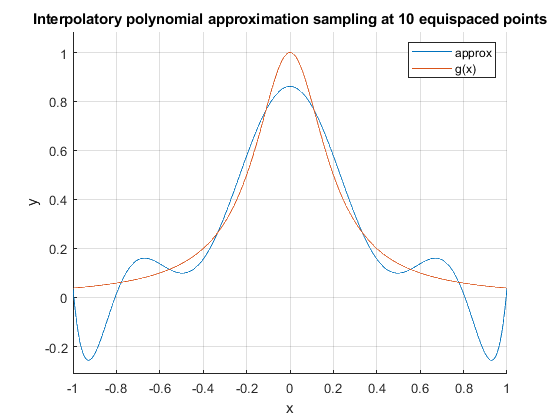 Interpolatory polynomial approximation sampling at 10 equispaced points
approx
g(x)
1
0.8
0.6
0.4
0.2
0
-0.2
y
-1 -0.8 -0.6 -0.4 -0.2 0 0.2 0.4 0.6 0.8 1
x